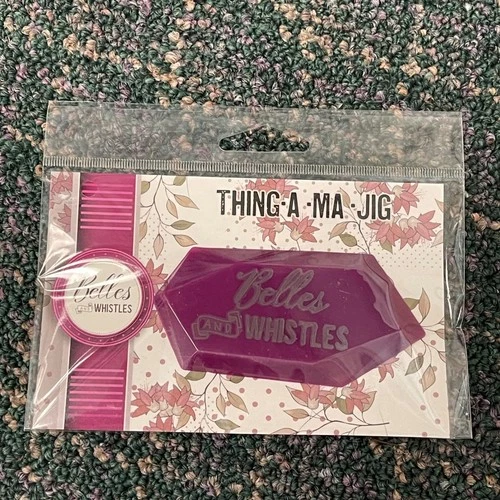 THING·A·MA·JIG
Belles
AND WHISTLES
Belles
AND WHISTLES